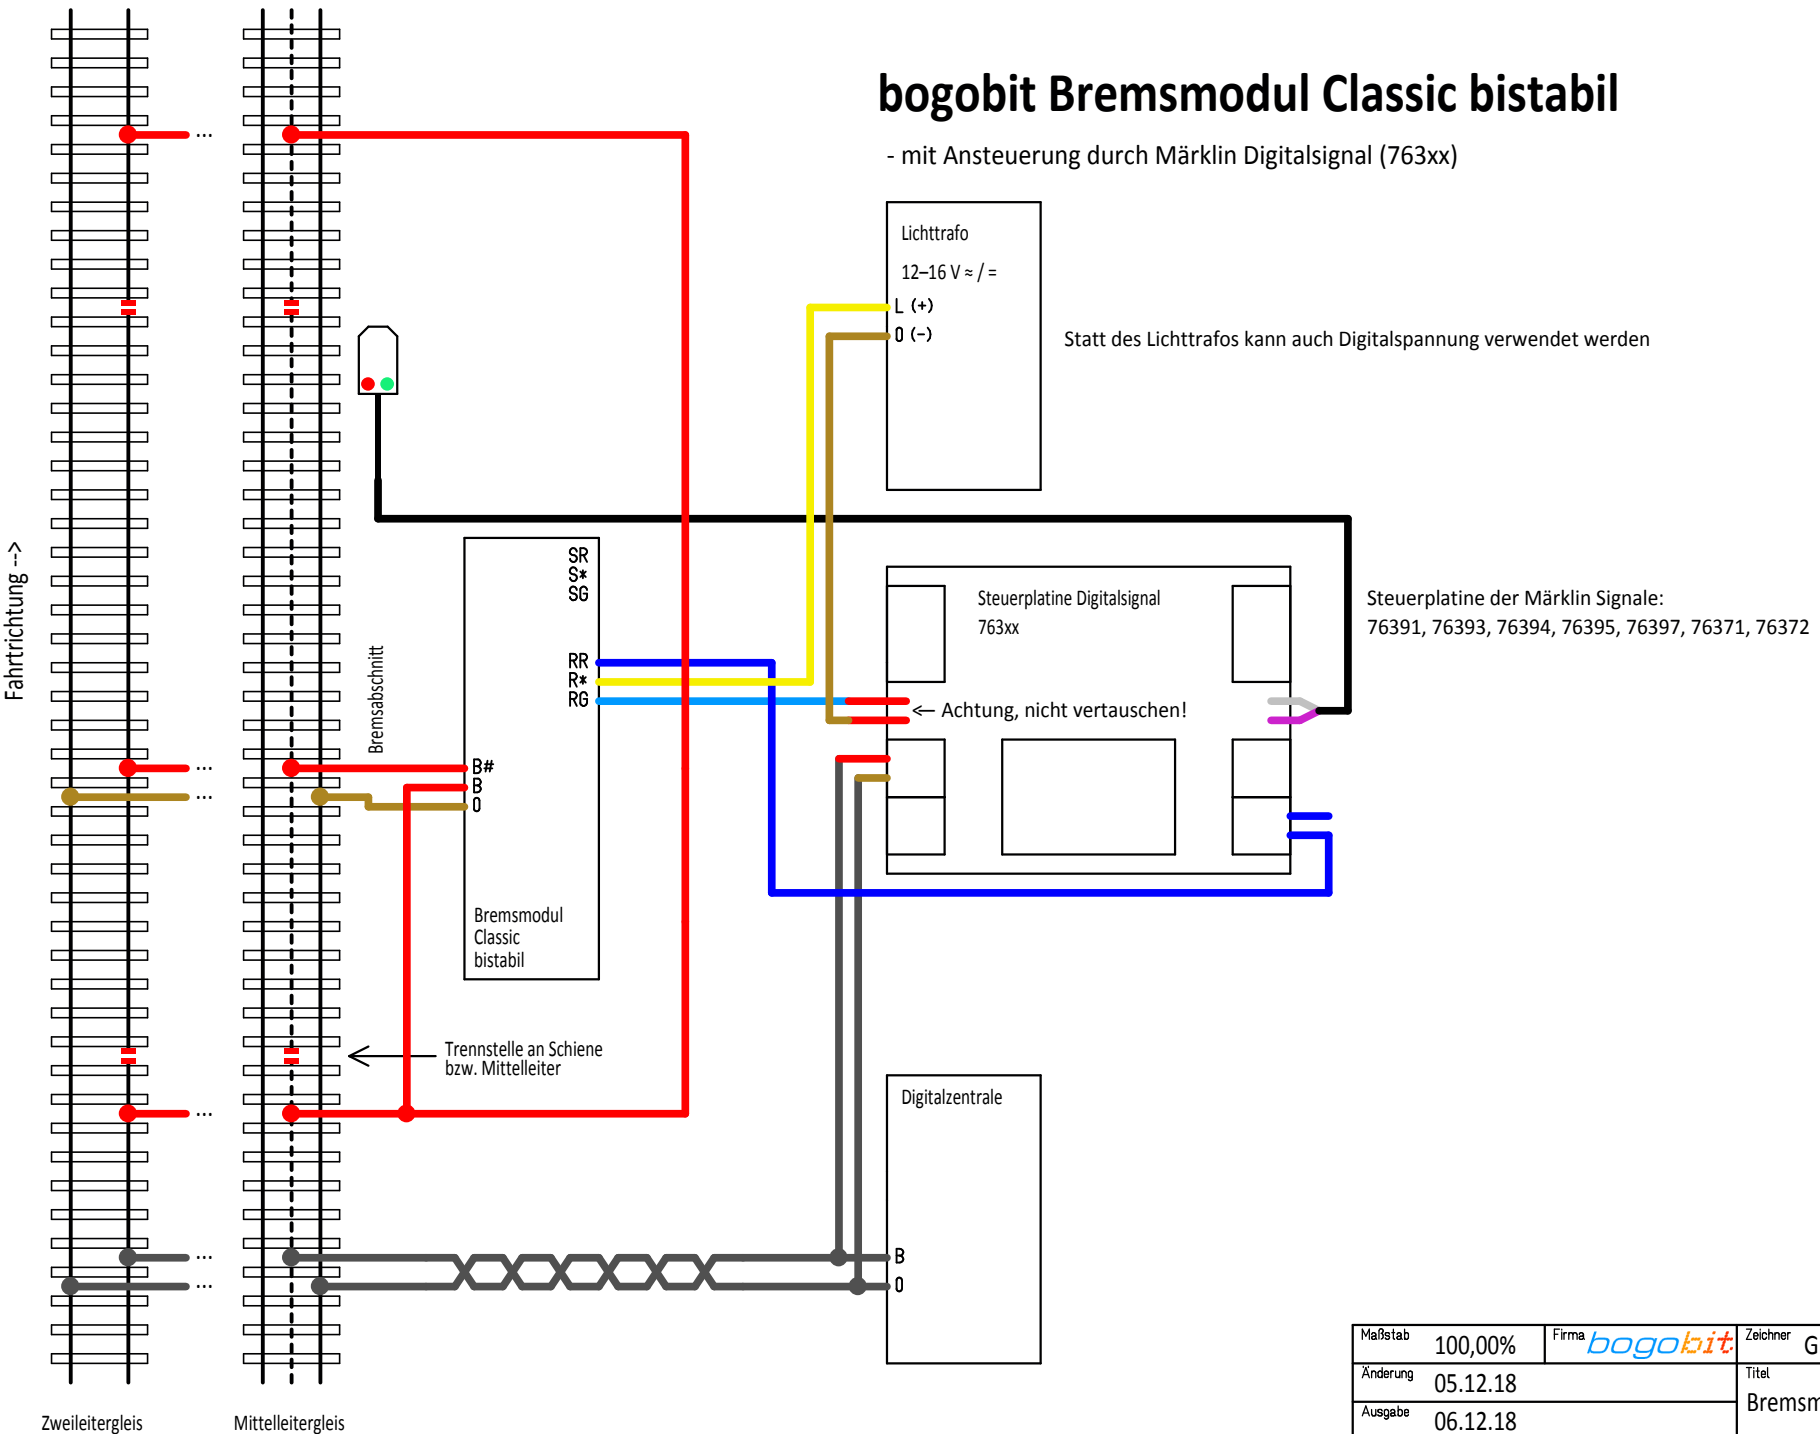 bogobit Bremsmodul Classic bistabil
- mit Ansteuerung durch Märklin Digitalsignal (763xx)
...
Lichttrafo
12–16 V ≈ / =
L (+)
0 (-)
Statt des Lichttrafos kann auch Digitalspannung verwendet werden
Fahrtrichtung -->
SR
S*
SG
Steuerplatine Digitalsignal
763xx
Steuerplatine der Märklin Signale:
76391, 76393, 76394, 76395, 76397, 76371, 76372
Bremsabschnitt
RR
R*
RG
<-- Achtung, nicht vertauschen!
...
...
B#
B
0
Bremsmodul
Classic
bistabil
Trennstelle an Schiene
bzw. Mittelleiter
...
Digitalzentrale
...
...
B
0
Maßstab 100,00%
Firma bogobit
Zeichner G
Änderung 05.12.18
Titel
Bremsm
Ausgabe 06.12.18
Zweileitergleis
Mittelleitergleis